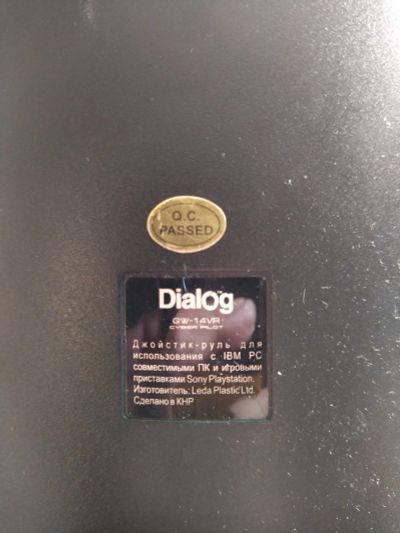 Q.C.
PASSED
Dialog
GW-14VR
CYBER PILOT
Джойстик-руль для
использования с IBM PC
совместимыми ПК и игровыми
приставками Sony Playstation.
Изготовитель: Leda Plastic Ltd.
Сделано в КНР